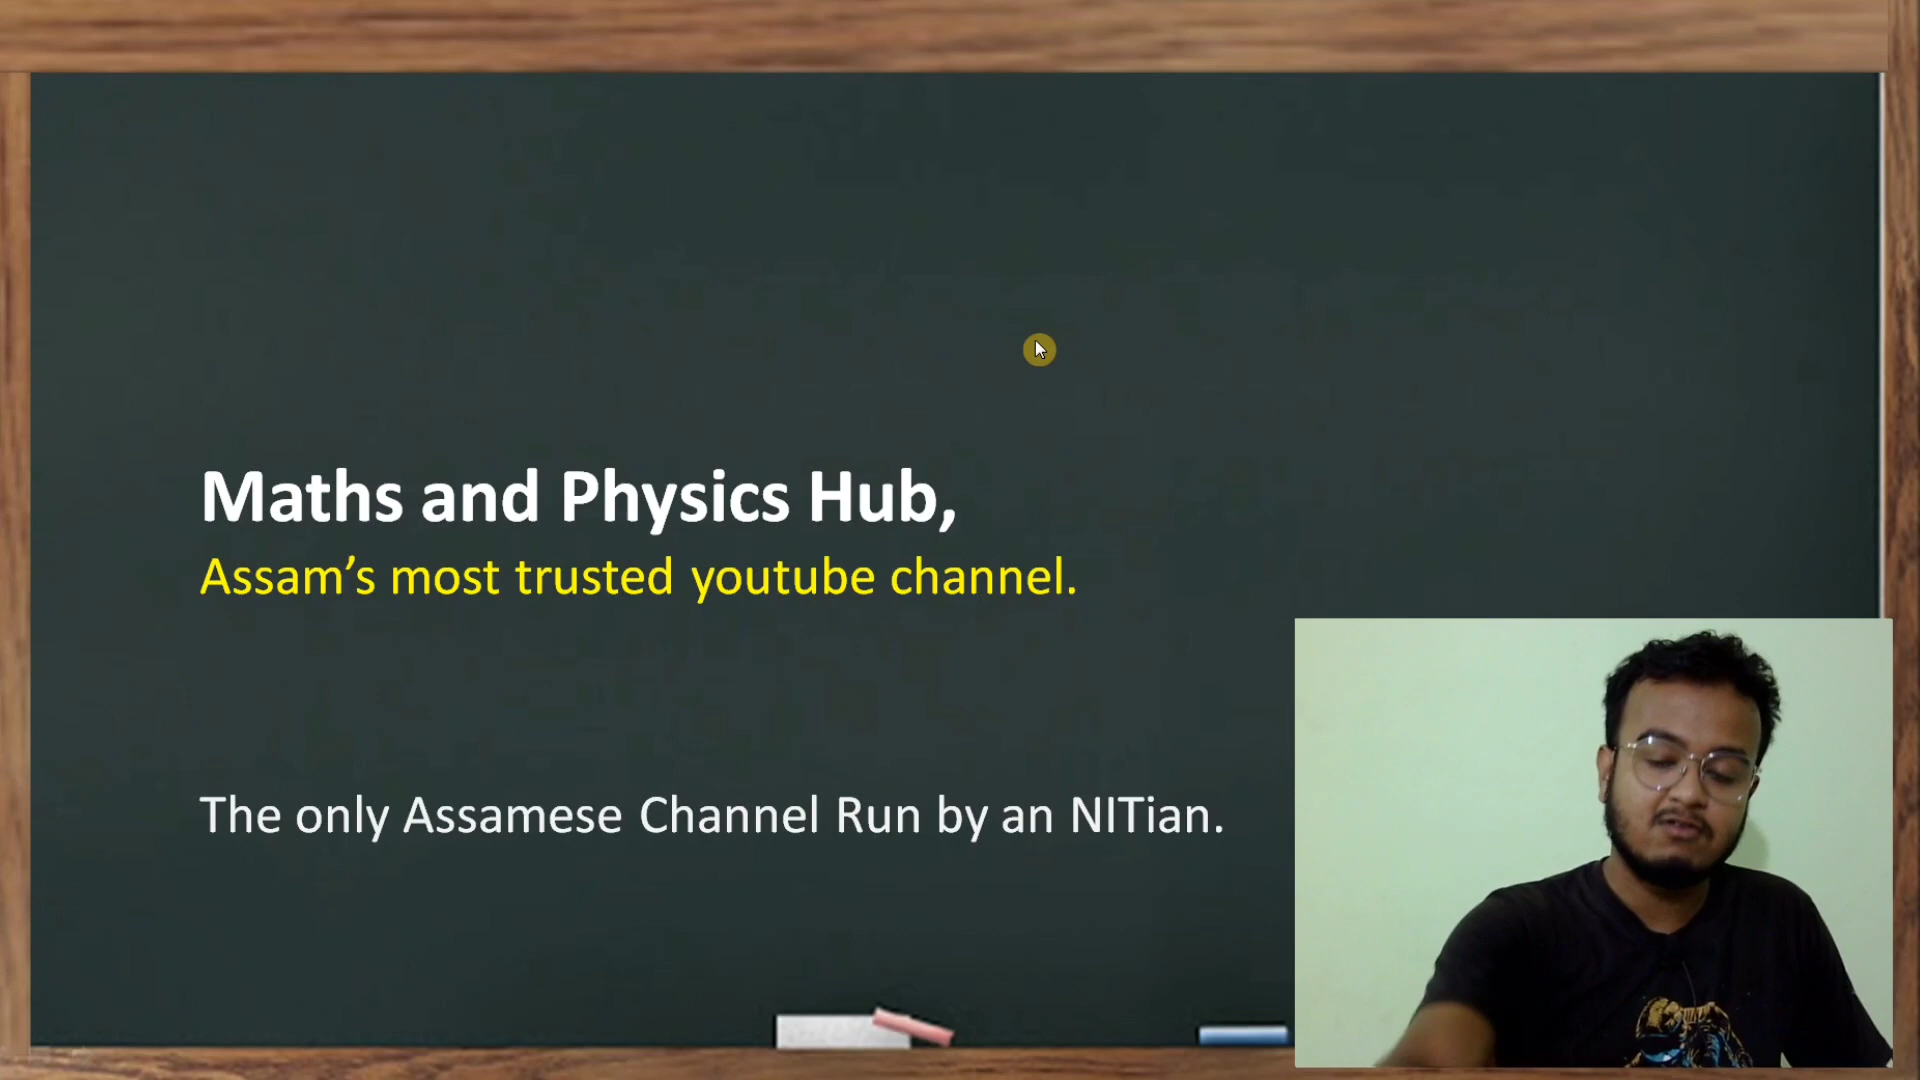 Maths and Physics Hub,
Assam’s most trusted youtube channel.
The only Assamese Channel Run by an NITian.